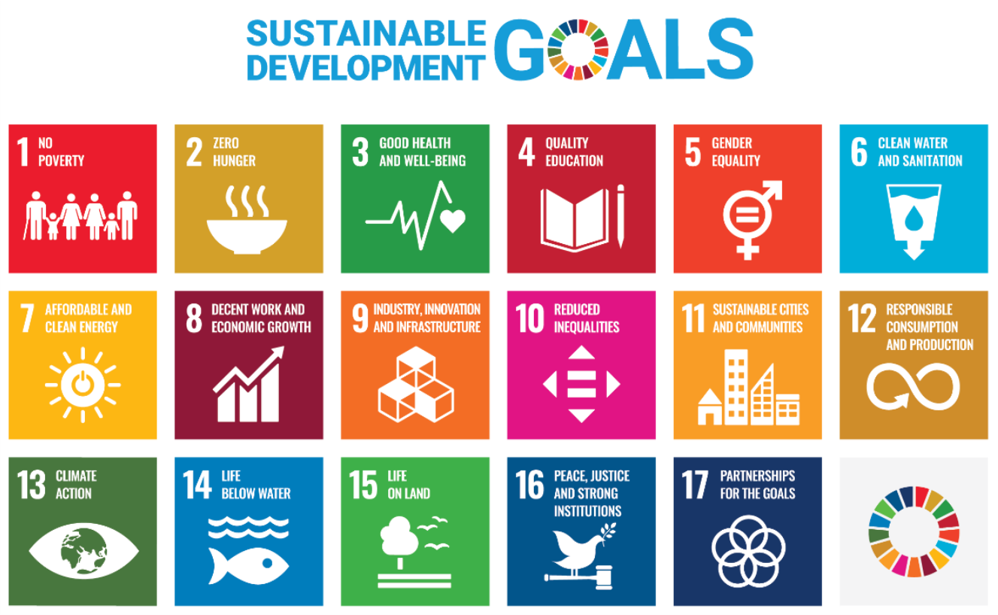 SUSTAINABLE
DEVELOPMENT
GOALS
1 NO
POVERTY
2 ZERO
HUNGER
3 GOOD HEALTH
AND WELL-BEING
4 QUALITY
EDUCATION
5 GENDER
EQUALITY
6 CLEAN WATER
AND SANITATION
7 AFFORDABLE AND
CLEAN ENERGY
8 DECENT WORK AND
ECONOMIC GROWTH
9 INDUSTRY, INNOVATION
AND INFRASTRUCTURE
10 REDUCED
INEQUALITIES
11 SUSTAINABLE CITIES
AND COMMUNITIES
12 RESPONSIBLE
CONSUMPTION
AND PRODUCTION
13 CLIMATE
ACTION
14 LIFE
BELOW WATER
15 LIFE
ON LAND
16 PEACE, JUSTICE
AND STRONG
INSTITUTIONS
17 PARTNERSHIPS
FOR THE GOALS